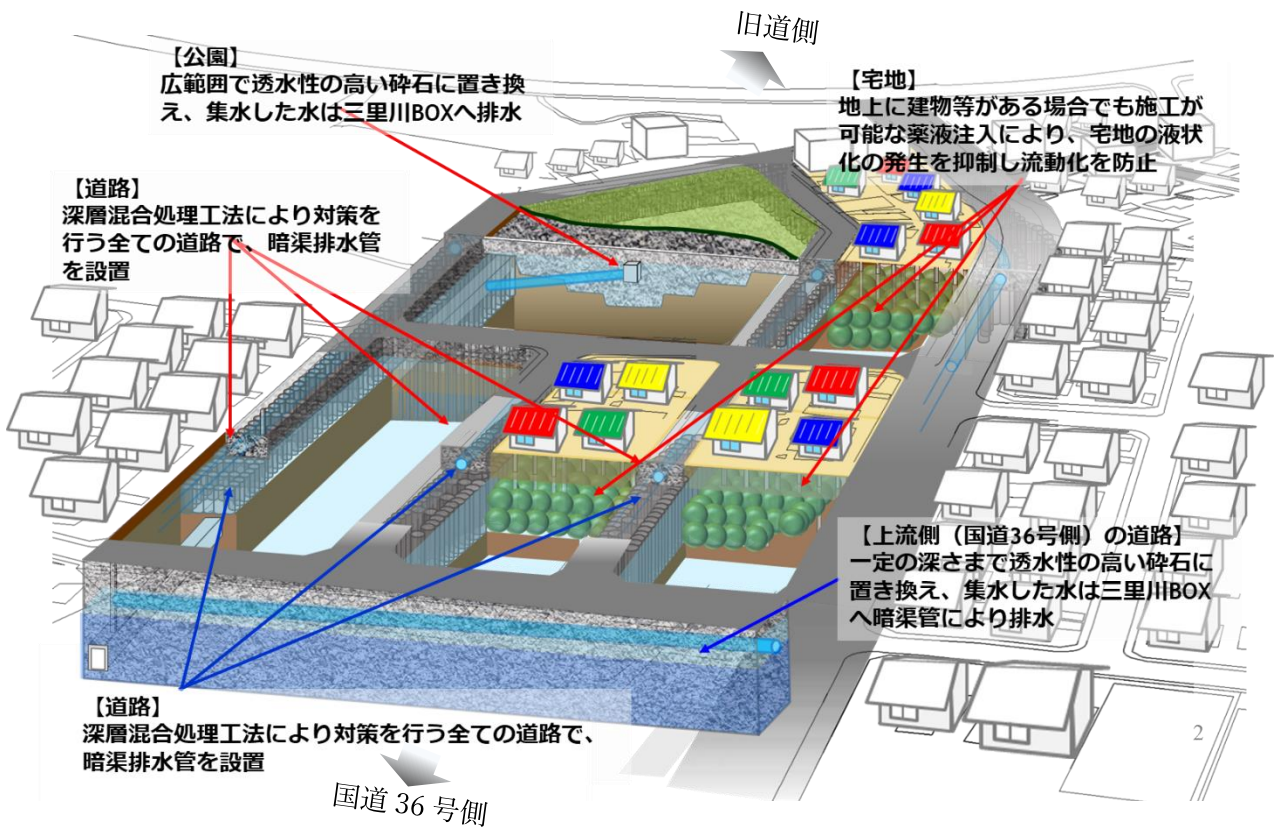 旧道側
【公園】
広範囲で透水性の高い砕石に置き換
え、集水した水は三里川BOXへ排水
【宅地】
地上に建物等がある場合でも施工が
可能な薬液注入により、宅地の液状
化の発生を抑制し流動化を防止
【道路】
深層混合処理工法により対策を
行う全ての道路で、暗渠排水管
を設置
【上流側（国道36号側）の道路】
一定の深さまで透水性の高い砕石に
置き換え、集水した水は三里川BOX
へ暗渠管により排水
【道路】
深層混合処理工法により対策を行う全ての道路で、
暗渠排水管を設置
2
国道 36 号側